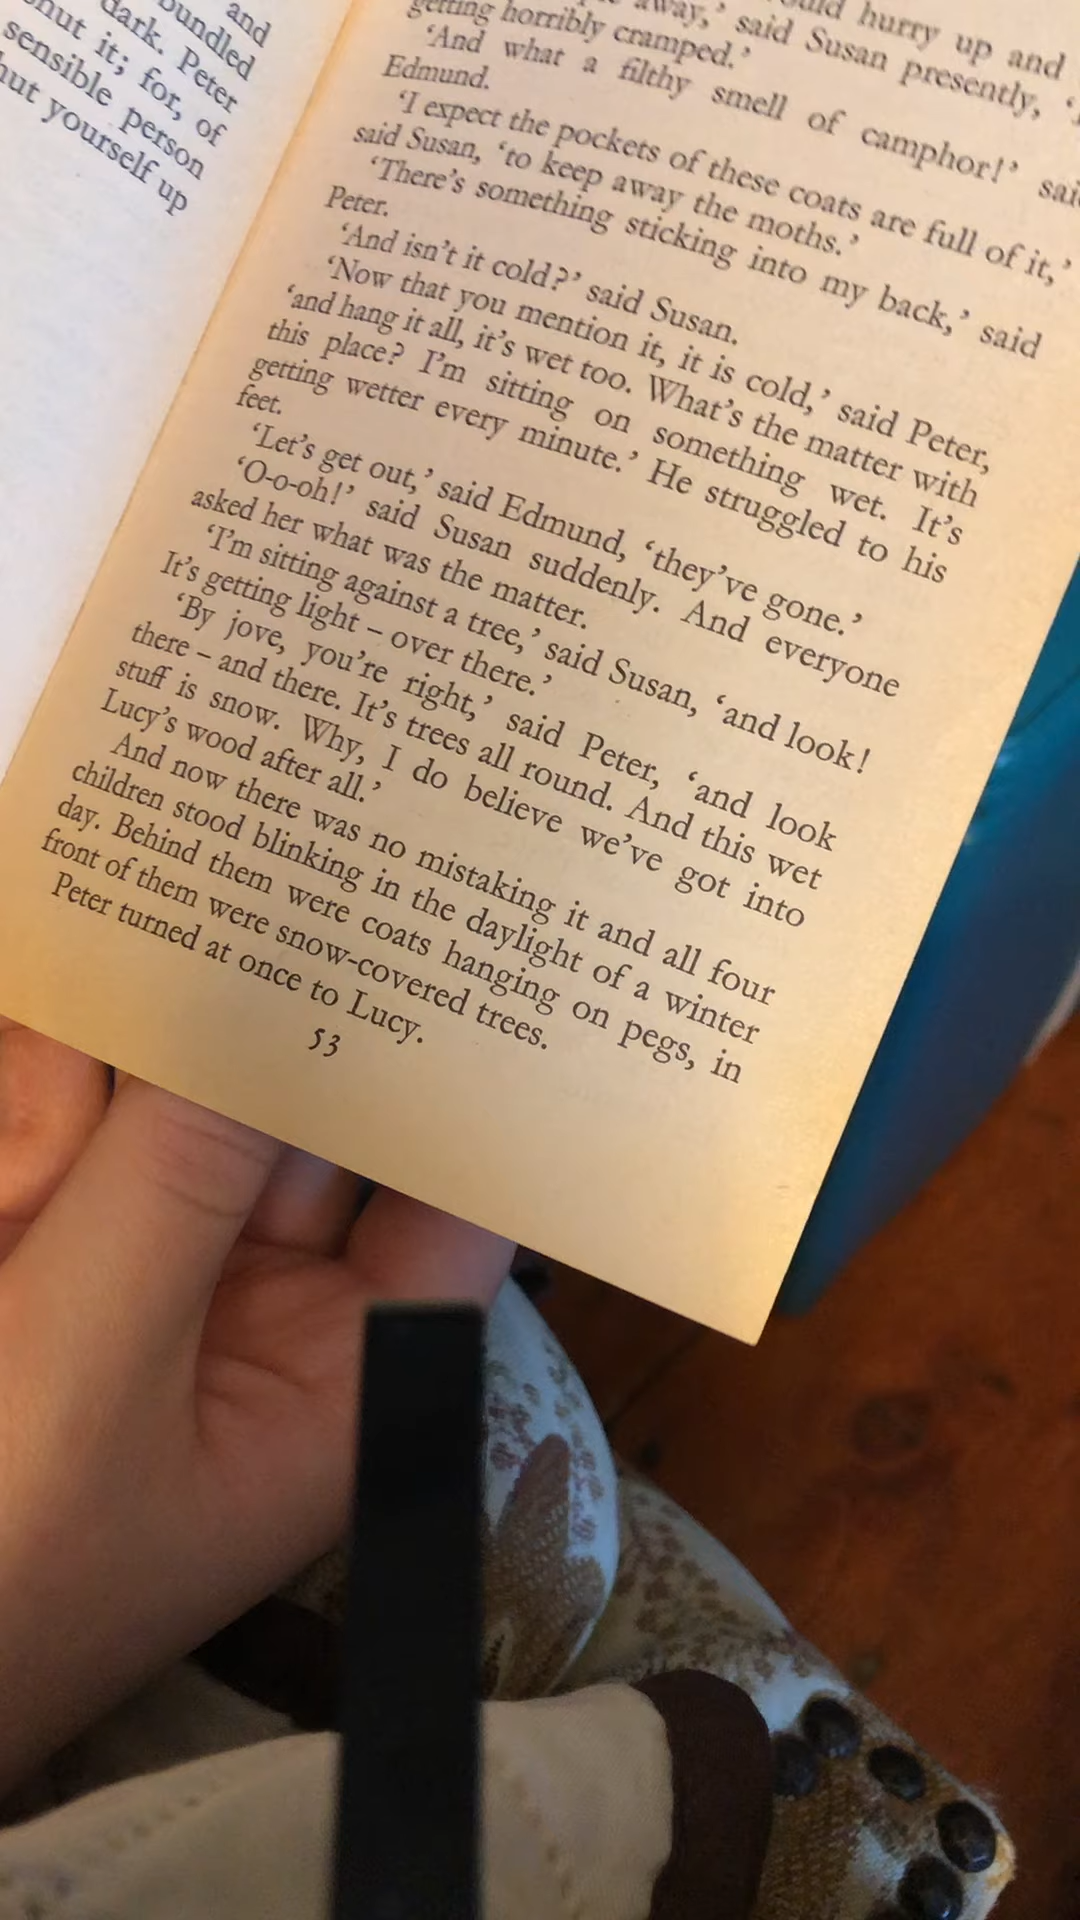 and
bundled
dark. Peter
shut it; for, of
sensible person
shut yourself up
away,' said Susan presently,
hurry up and
getting horribly cramped.'
'And what a filthy smell of camphor!' said
Edmund.
'I expect the pockets of these coats are full of it,'
said Susan, 'to keep away the moths.'
'There's something sticking into my back,' said
Peter.
'And isn't it cold?' said Susan.
'Now that you mention it, it is cold,' said Peter,
'and hang it all, it's wet too. What's the matter with
this place? I'm sitting on something wet. It's
getting wetter every minute.' He struggled to his
feet.
'Let's get out,' said Edmund, 'they've gone.'
'O-o-oh!' said Susan suddenly. And everyone
asked her what was the matter.
'I'm sitting against a tree,' said Susan, 'and look!
It's getting light – over there.'
'By jove, you're right,' said Peter, 'and look
there – and there. It's trees all round. And this wet
stuff is snow. Why, I do believe we've got into
Lucy's wood after all.'
And now there was no mistaking it and all four
children stood blinking in the daylight of a winter
day. Behind them were coats hanging on pegs, in
front of them were snow-covered trees.
Peter turned at once to Lucy.
53